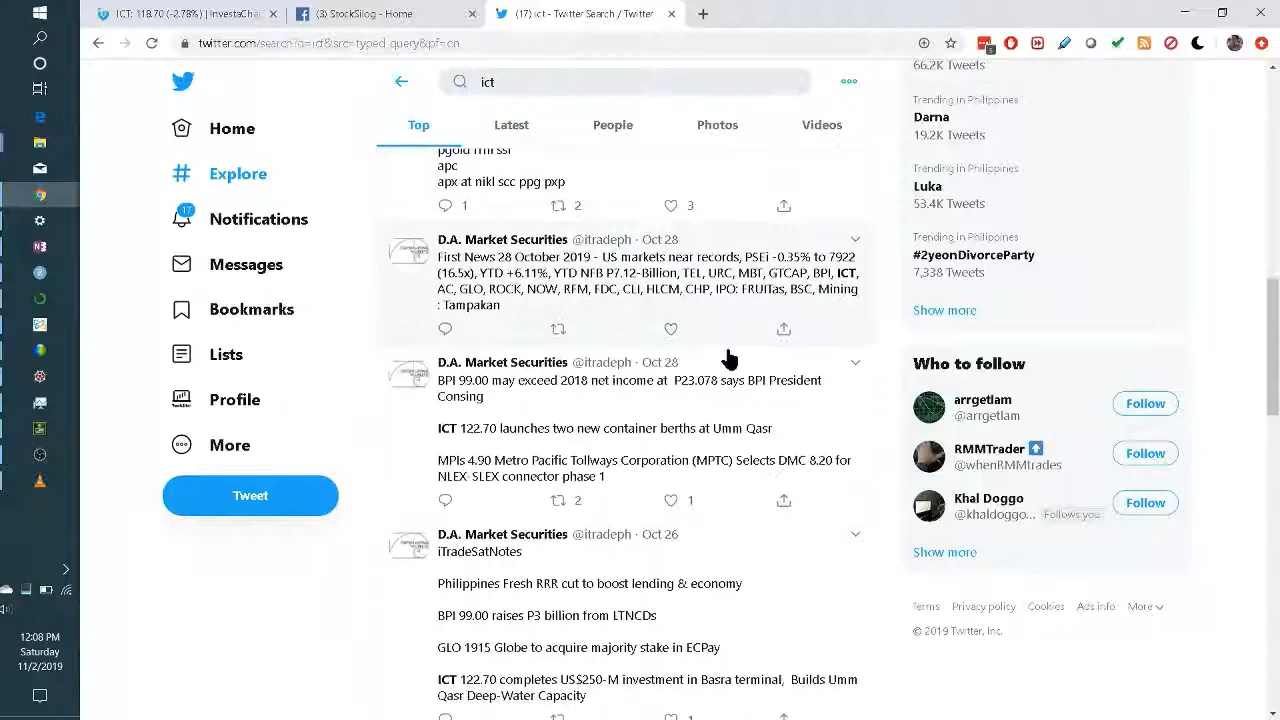 ICT: 118.70 (-2.78%) | InvestaCha
(3) StockSilog - Home
(17) ict - Twitter Search / Twitter
twitter.com/search?q=ict&src=typed_query&pf=on
5
ict
Top
Latest
People
Photos
Videos
Home
Explore
17
Notifications
Messages
Bookmarks
Lists
Profile
More
Tweet
apc
apx at nikl scc ppg pxp
1
2
3
D.A. Market Securities @itradeph · Oct 28
First News 28 October 2019 - US markets near records, PSEi -0.35% to 7922
(16.5x), YTD +6.11%, YTD NFB P7.12-Billion, TEL, URC, MBT, GTCAP, BPI, ICT,
AC, GLO, ROCK, NOW, RFM, FDC, CLI, HLCM, CHP, IPO: FRUITas, BSC, Mining
: Tampakan
D.A. Market Securities @itradeph · Oct 28
BPI 99.00 may exceed 2018 net income at P23.078 says BPI President
Consing
ICT 122.70 launches two new container berths at Umm Qasr
MPIs 4.90 Metro Pacific Tollways Corporation (MPTC) Selects DMC 8.20 for
NLEX-SLEX connector phase 1
2
1
D.A. Market Securities @itradeph · Oct 26
iTradeSatNotes
Philippines Fresh RRR cut to boost lending & economy
BPI 99.00 raises P3 billion from LTNCDs
GLO 1915 Globe to acquire majority stake in ECPay
ICT 122.70 completes US$250-M investment in Basra terminal, Builds Umm
Qasr Deep-Water Capacity
66.2K Tweets
Trending in Philippines
Darna
19.2K Tweets
Trending in Philippines
Luka
53.4K Tweets
Trending in Philippines
#2yeonDivorceParty
7,338 Tweets
Show more
Who to follow
arrgetlam
@arrgetlam
Follow
RMMTrader
@whenRMMtrades
Follow
Khal Doggo
@khaldoggo... Follows you
Follow
Show more
Terms Privacy policy Cookies Ads info More
© 2019 Twitter, Inc.
12:08 PM
Saturday
11/2/2019